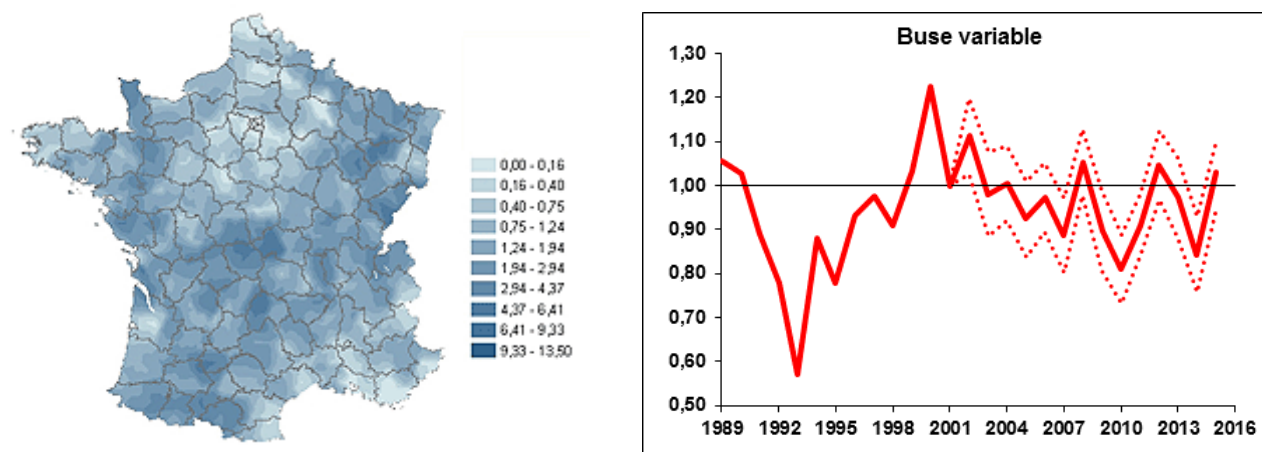 0,00 - 0,16
0,16 - 0,40
0,40 - 0,75
0,75 - 1,24
1,24 - 1,94
1,94 - 2,94
2,94 - 4,37
4,37 - 6,41
6,41 - 9,33
9,33 - 13,50
Buse variable
1,30
1,20
1,10
1,00
0,90
0,80
0,70
0,60
0,50
1989 1992 1995 1998 2001 2004 2007 2010 2013 2016